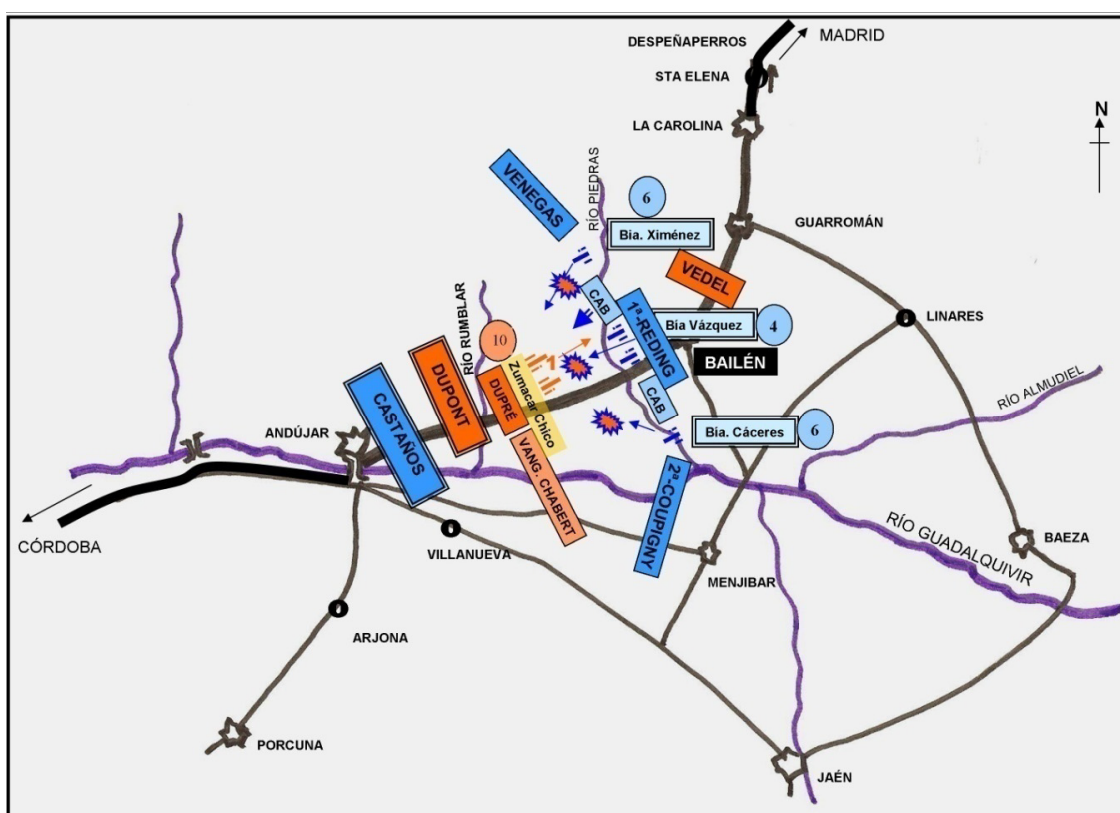 MADRID
DESPEÑAPERROS
STA ELENA
N
LA CAROLINA
RÍO PIEDRAS
VENEGAS
6
Bia. Ximénez
GUARROMÁN
VEDEL
CAB
1ª-REDING
Bía Vázquez
4
LINARES
RÍO RUMBLAR
10
BAILÉN
DUPONT
DUPRÉ
Zumacar Chico
CAB
RÍO ALMUDIEL
CASTAÑOS
ANDÚJAR
Bía. Cáceres
6
VANG. CHABERT
2ª-COUPIGNY
CÓRDOBA
VILLANUEVA
RÍO GUADALQUIVIR
BAEZA
MENJIBAR
ARJONA
PORCUNA
JAÉN